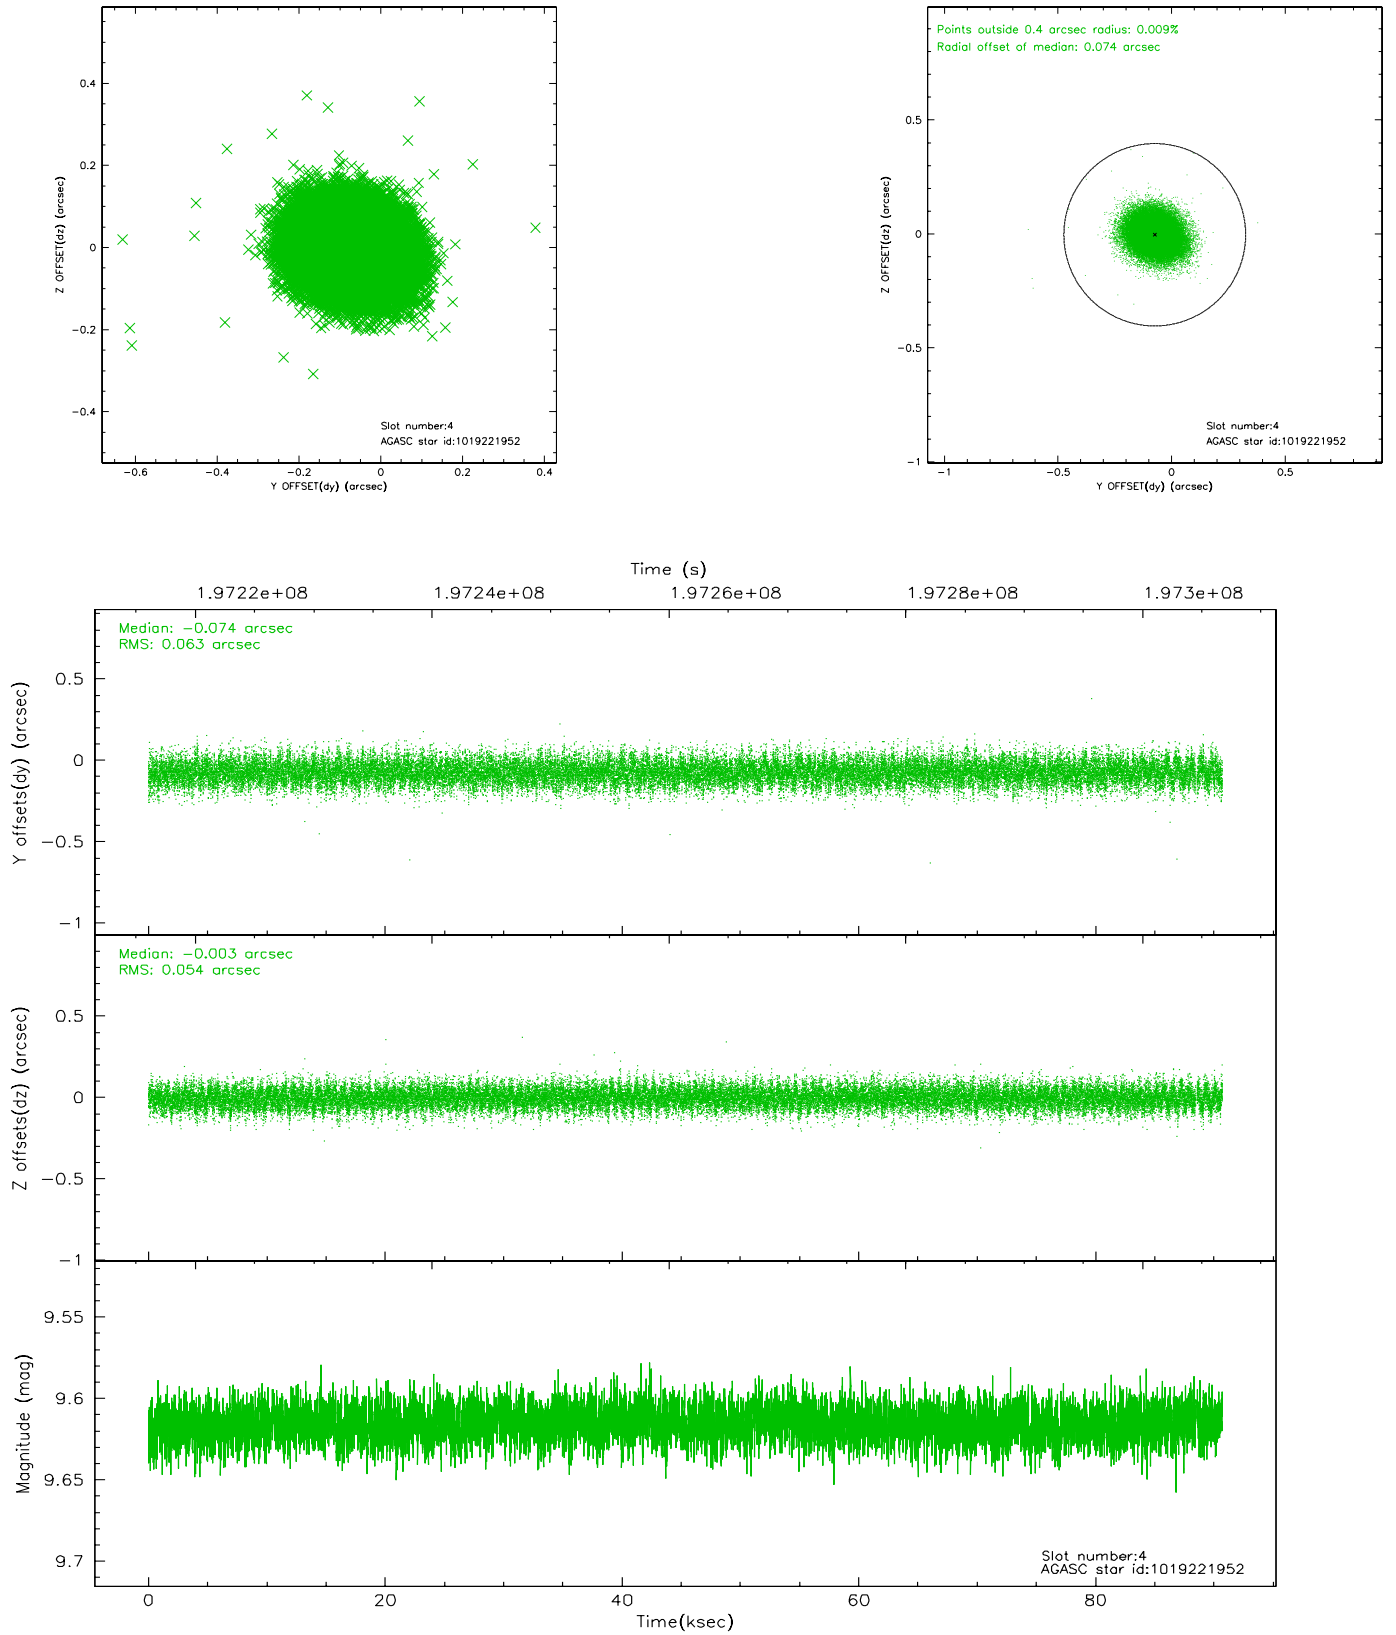 0.4
0.2
0
−0.2
−0.4
Z OFFSET(dz) (arcsec)
Slot number:4
AGASC star id:1019221952
−0.6 −0.4 −0.2 0 0.2 0.4
Y OFFSET(dy) (arcsec)
Points outside 0.4 arcsec radius: 0.009%
Radial offset of median: 0.074 arcsec
0.5
0
−0.5
−1
Z OFFSET(dz) (arcsec)
Slot number:4
AGASC star id:1019221952
−1 −0.5 0 0.5
Y OFFSET(dy) (arcsec)
Time (s)
1.9722e+08 1.9724e+08 1.9726e+08 1.9728e+08 1.973e+08
Median: −0.074 arcsec
RMS: 0.063 arcsec
0.5
0
−0.5
−1
Y offsets(dy) (arcsec)
Median: −0.003 arcsec
RMS: 0.054 arcsec
0.5
0
−0.5
−1
Z offsets(dz) (arcsec)
9.55
9.6
9.65
9.7
Magnitude (mag)
Slot number:4
AGASC star id:1019221952
0 20 40 60 80
Time(ksec)